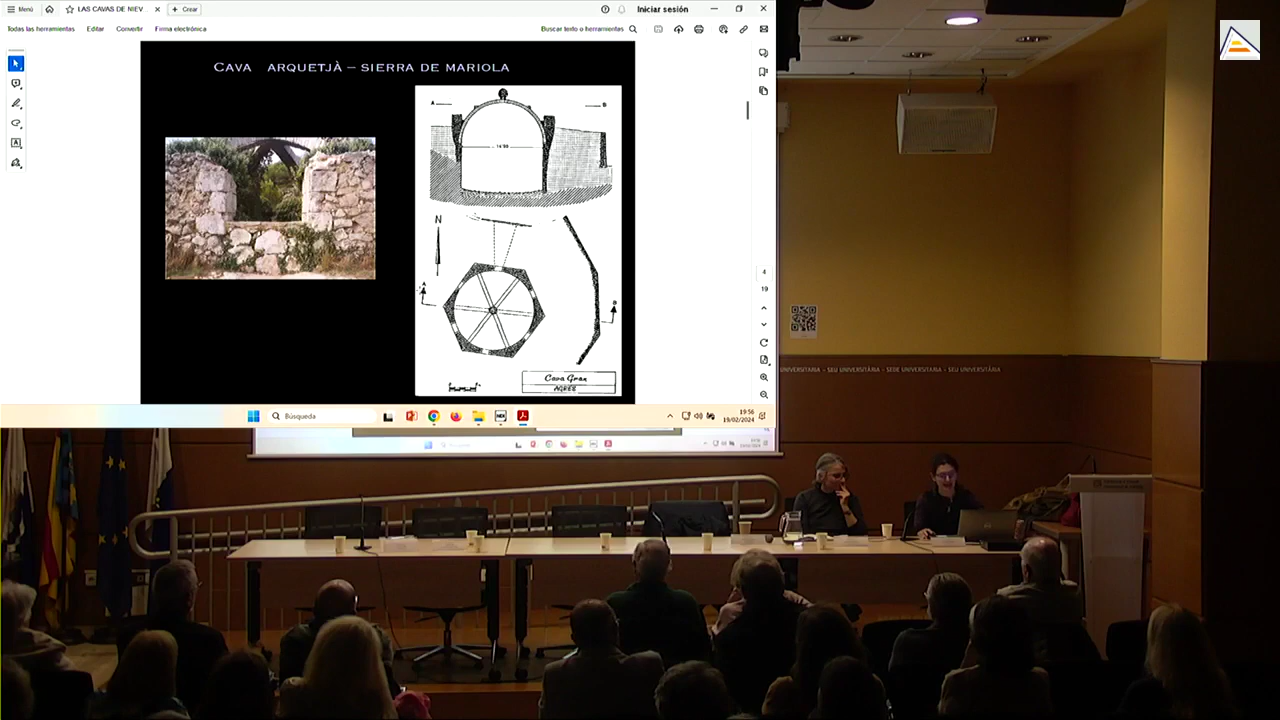 Menú
LAS CAVAS DE NIEV...
Crear
Iniciar sesión
Todas las herramientas
Editar
Convertir
Firma electrónica
Buscar texto o herramientas
CAVA ARQUETJÀ – SIERRA DE MARIOLA
A
B
N
A
B
Cava Gran
AGRES
4
19
Búsqueda
19:56
19/02/2024
UNIVERSITARIA - SEU UNIVERSITÀRIA - SEDE UNIVERSITARIA - SEU UNIVERSITÀRIA